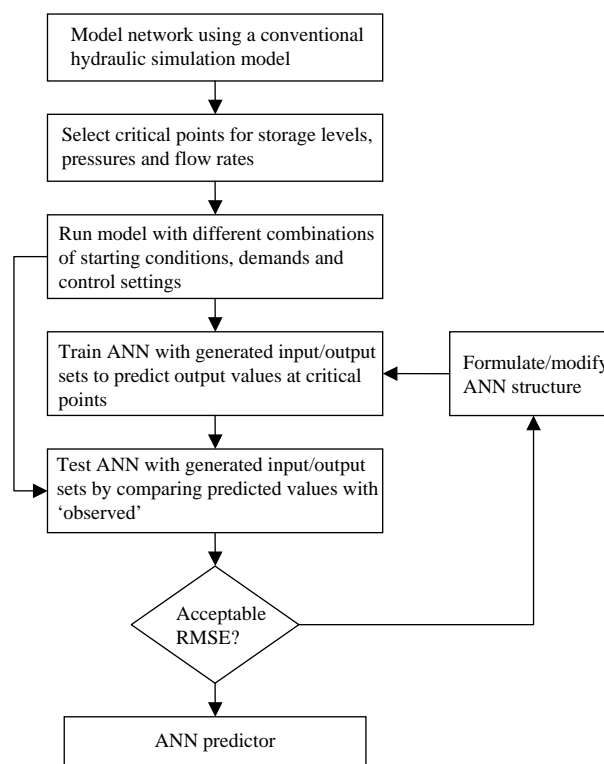 Model network using a conventional
hydraulic simulation model
Select critical points for storage levels,
pressures and flow rates
Run model with different combinations
of starting conditions, demands and
control settings
Train ANN with generated input/output
sets to predict output values at critical
points
Formulate/modify
ANN structure
Test ANN with generated input/output
sets by comparing predicted values with
‘observed’
Acceptable
RMSE?
ANN predictor